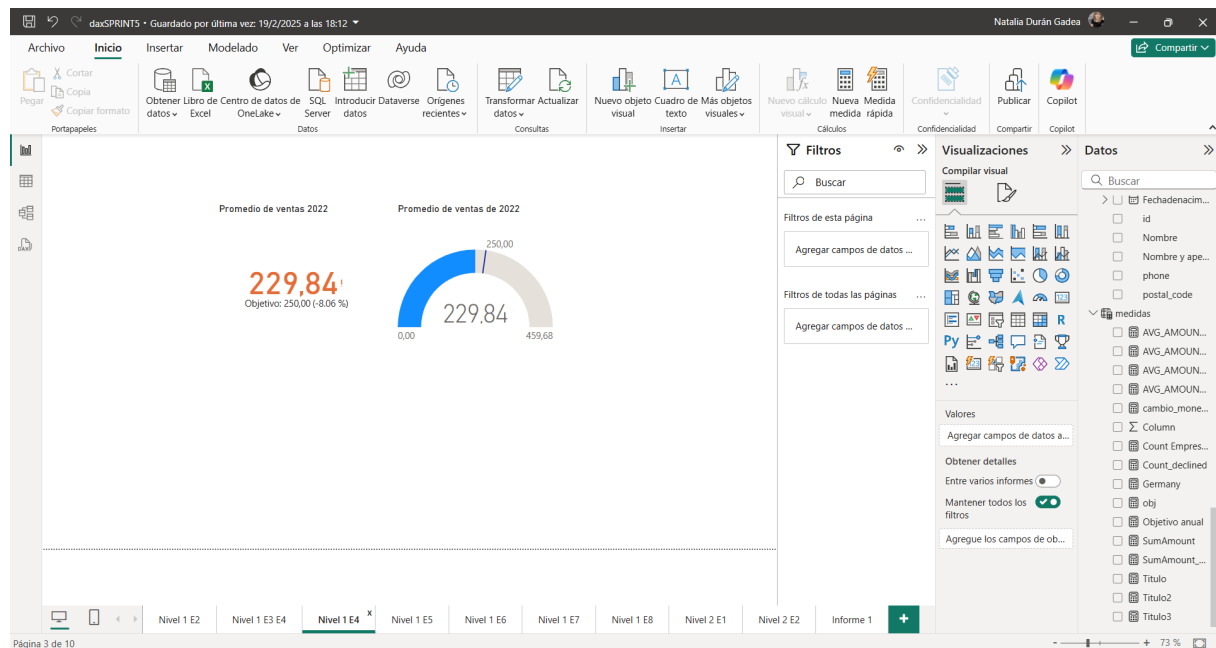 daxSPRINT5 • Guardado por última vez: 19/2/2025 a las 18:12
Natalia Durán Gadea
Archivo Inicio Insertar Modelado Ver Optimizar Ayuda
Compartir
Pegar
Cortar
Copia
Copiar formato
Portapapeles
Obtener datos
Libro de Excel
Centro de datos de OneLake
SQL Server
Introducir datos
Dataverse
Orígenes recientes
Datos
Transformar datos
Actualizar
Consultas
Nuevo objeto visual
Cuadro de texto
Más objetos visuales
Insertar
Nuevo cálculo visual
Nueva medida
Medida rápida
Cálculos
Confidencialidad
Confidencialidad
Publicar
Compartir
Copilot
Copilot
DAX
Promedio de ventas 2022
229,84!
Objetivo: 250,00 (-8.06 %)
Promedio de ventas de 2022
250,00
229,84
0,00
459,68
Filtros
Buscar
Filtros de esta página ...
Agregar campos de datos ...
Filtros de todas las páginas ...
Agregar campos de datos ...
Visualizaciones
Compilar visual
123
R
Py
...
Valores
Agregar campos de datos a...
Obtener detalles
Entre varios informes
Mantener todos los
filtros
Agregue los campos de ob...
Datos
Buscar
Fechadenacim...
id
Nombre
Nombre y ape...
phone
postal_code
medidas
AVG_AMOUN...
AVG_AMOUN...
AVG_AMOUN...
AVG_AMOUN...
cambio_mone...
Column
Count Empres...
Count_declined
Germany
obj
Objetivo anual
SumAmount
SumAmount_...
Titulo
Titulo2
Titulo3
Nivel 1 E2
Nivel 1 E3 E4
Nivel 1 E4 x
Nivel 1 E5
Nivel 1 E6
Nivel 1 E7
Nivel 1 E8
Nivel 2 E1
Nivel 2 E2
Informe 1
+
Página 3 de 10
- + 73 %